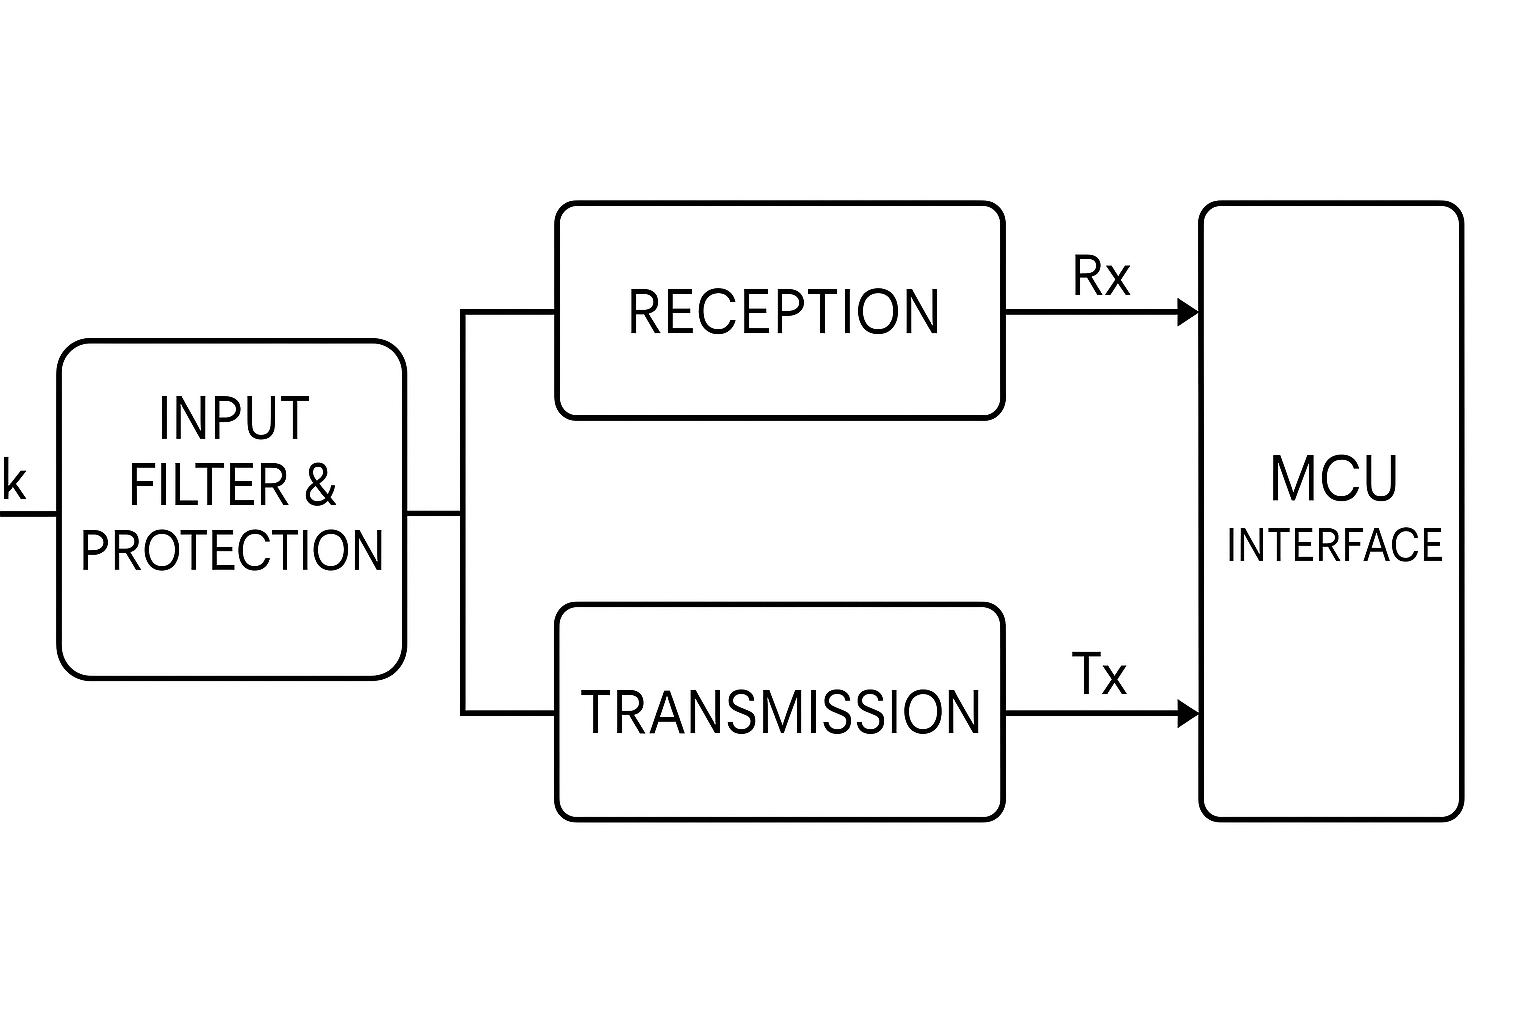 k
INPUT
FILTER &
PROTECTION
RECEPTION
Rx
TRANSMISSION
Tx
MCU
INTERFACE